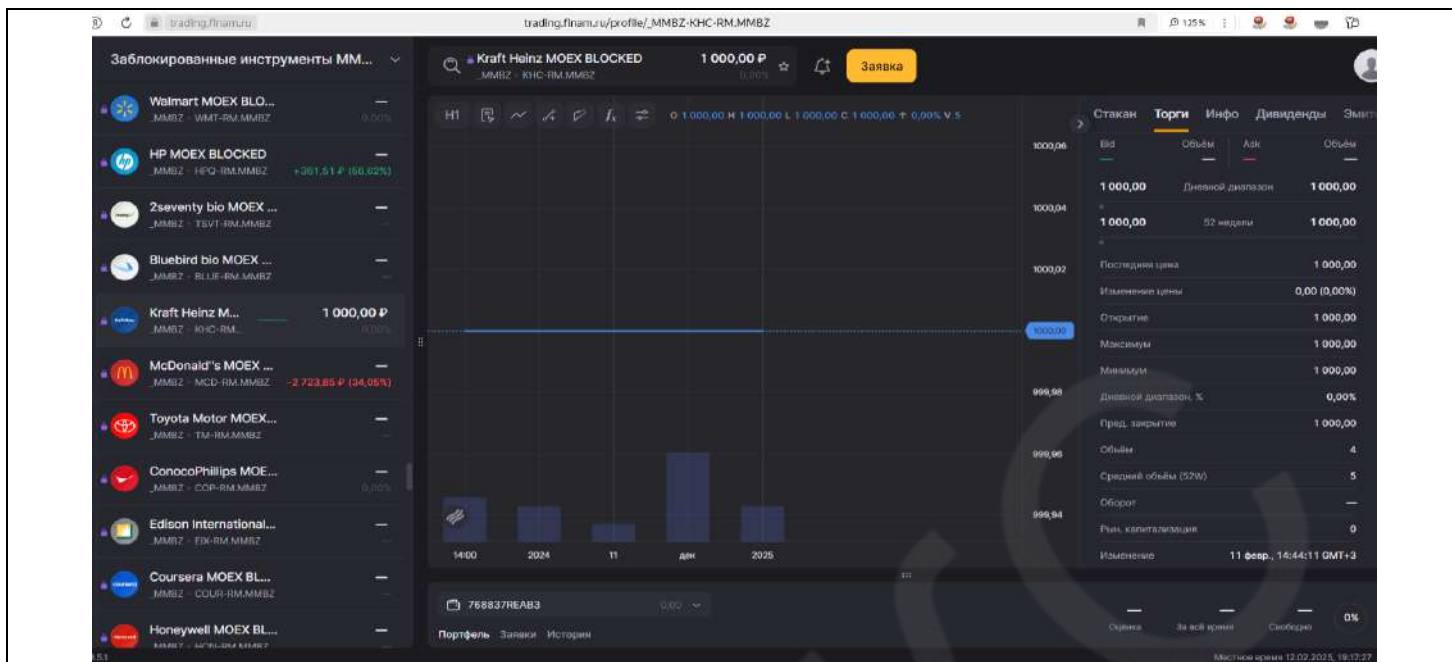 trading.finam.ru
trading.finam.ru/profile/_MMBZ-KHC-RM.MMBZ
125 %
Заблокированные инструменты ММ...
Kraft Heinz MOEX BLOCKED
1 000,00 ₽
_MMBZ - KHC-RM.MMBZ
0,00%
Заявка
Walmart MOEX BLO...
—
_MMBZ - WMT-RM.MMBZ
0,00%
HP MOEX BLOCKED
—
_MMBZ - HPQ-RM.MMBZ
2seventy bio MOEX ...
—
_MMBZ - TSVT-RM.MMBZ
Bluebird bio MOEX ...
—
_MMBZ - BLUE-RM.MMBZ
Kraft Heinz M...
1 000,00 ₽
_MMBZ - KHC-RM...
0,00%
McDonald"s MOEX ...
—
_MMBZ - MCD-RM.MMBZ
-2 723,85 ₽ (34,05%)
Toyota Motor MOEX...
—
_MMBZ - TM-RM.MMBZ
ConocoPhillips MOE...
—
_MMBZ - COP-RM.MMBZ
0,00%
Edison International...
—
_MMBZ - EIX-RM.MMBZ
Coursera MOEX BL...
—
_MMBZ - COUR-RM.MMBZ
Honeywell MOEX BL...
—
_MMBZ - HON-RM.MMBZ
H1
O 1 000,00 H 1 000,00 L 1 000,00 C 1 000,00 + 0,00% V 5
1000,06
1000,04
1000,02
1000,00
999,98
999,96
999,94
14:00 2024 11 дек 2025
Стакан Торги Инфо Дивиденды Эмит
Bid Объём Ask Объём
— — — —
1 000,00 Дневной диапазон 1 000,00
1 000,00 52 недели 1 000,00
Последняя цена 1 000,00
Изменение цены 0,00 (0,00%)
Открытие 1 000,00
Максимум 1 000,00
Минимум 1 000,00
Дневной диапазон, % 0,00%
Пред. закрытие 1 000,00
Объём 4
Средний объём (52W) 5
Оборот —
Рын. капитализация 0
Изменение 11 февр., 14:44:11 GMT+3
768837REAB3
0,00
Портфель Заявки История
— — —
Оценка За всё время Свободно
0%
Местное время 12.02.2025, 19:17:27